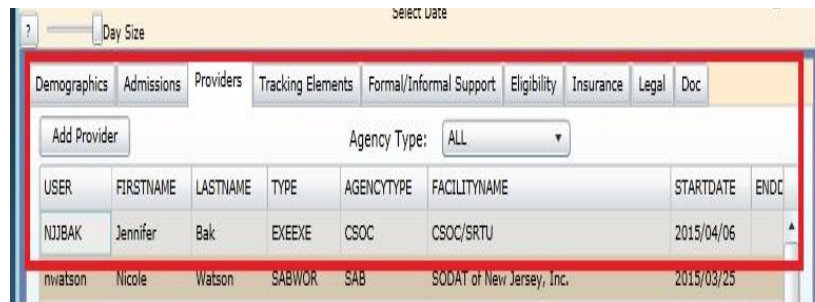 Select Date
? Day Size
Demographics Admissions Providers Tracking Elements Formal/Informal Support Eligibility Insurance Legal Doc
Add Provider Agency Type: ALL
USER FIRSTNAME LASTNAME TYPE AGENCYTYPE FACILITYNAME STARTDATE ENDD
NJJBAK Jennifer Bak EXEEXE CSOC CSOC/SRTU 2015/04/06
nwatson Nicole Watson SABWOR SAB SODAT of New Jersey, Inc. 2015/03/25